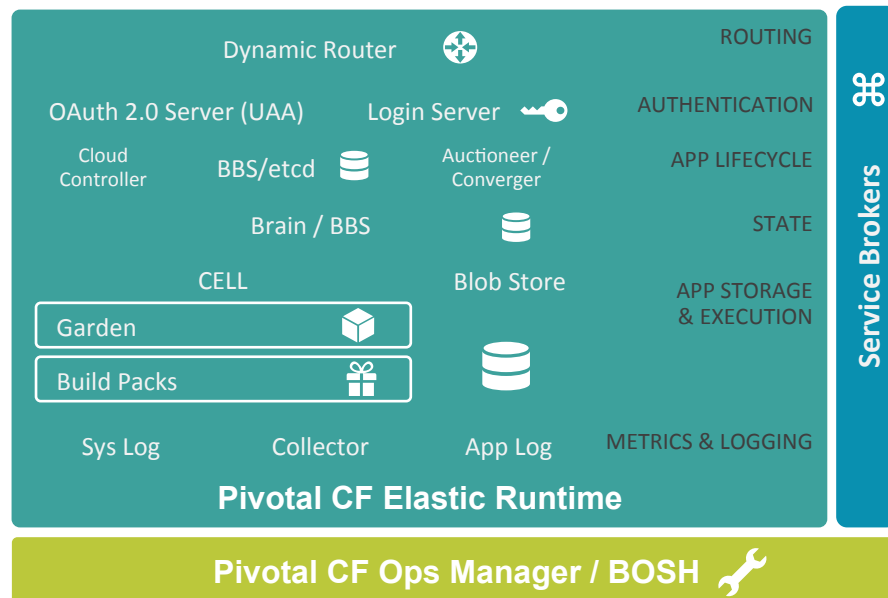 Dynamic Router
ROUTING
OAuth 2.0 Server (UAA)
Login Server
AUTHENTICATION
Cloud
Controller
BBS/etcd
Auctioneer /
Converger
APP LIFECYCLE
Brain / BBS
STATE
CELL
Blob Store
APP STORAGE
& EXECUTION
Garden
Build Packs
Sys Log
Collector
App Log
METRICS & LOGGING
Pivotal CF Elastic Runtime
Service Brokers
Pivotal CF Ops Manager / BOSH